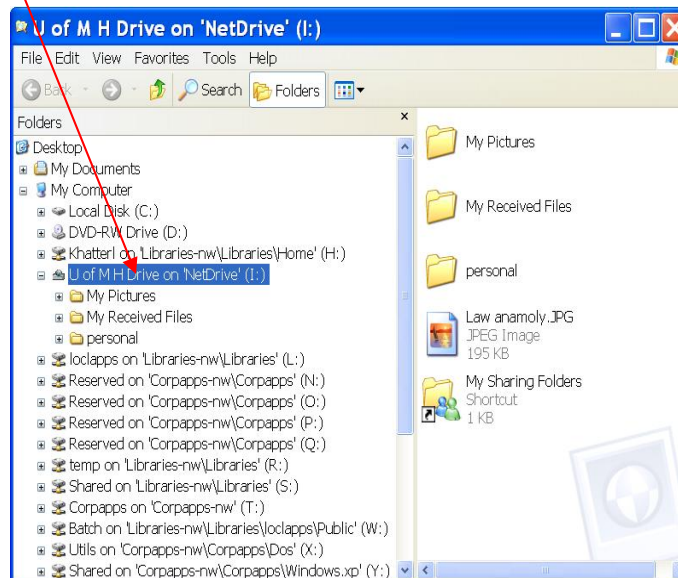 U of M H Drive on 'NetDrive' (I:)
File Edit View Favorites Tools Help
Back Search Folders
Folders
Desktop
My Documents
My Computer
Local Disk (C:)
DVD-RW Drive (D:)
Khatterl on 'Libraries-nw\Libraries\Home' (H:)
U of M H Drive on 'NetDrive' (I:)
My Pictures
My Received Files
personal
loclapps on 'Libraries-nw\Libraries' (L:)
Reserved on 'Corpapps-nw\Corpapps' (N:)
Reserved on 'Corpapps-nw\Corpapps' (O:)
Reserved on 'Corpapps-nw\Corpapps' (P:)
Reserved on 'Corpapps-nw\Corpapps' (Q:)
temp on 'Libraries-nw\Libraries' (R:)
Shared on 'Libraries-nw\Libraries' (S:)
Corpapps on 'Corpapps-nw' (T:)
Batch on 'Libraries-nw\Libraries\loclapps\Public' (W:)
Utils on 'Corpapps-nw\Corpapps\Dos' (X:)
Shared on 'Corpapps-nw\Corpapps\Windows.xp' (Y:)
My Pictures
My Received Files
personal
Law anamoly.JPG
JPEG Image
195 KB
My Sharing Folders
Shortcut
1 KB